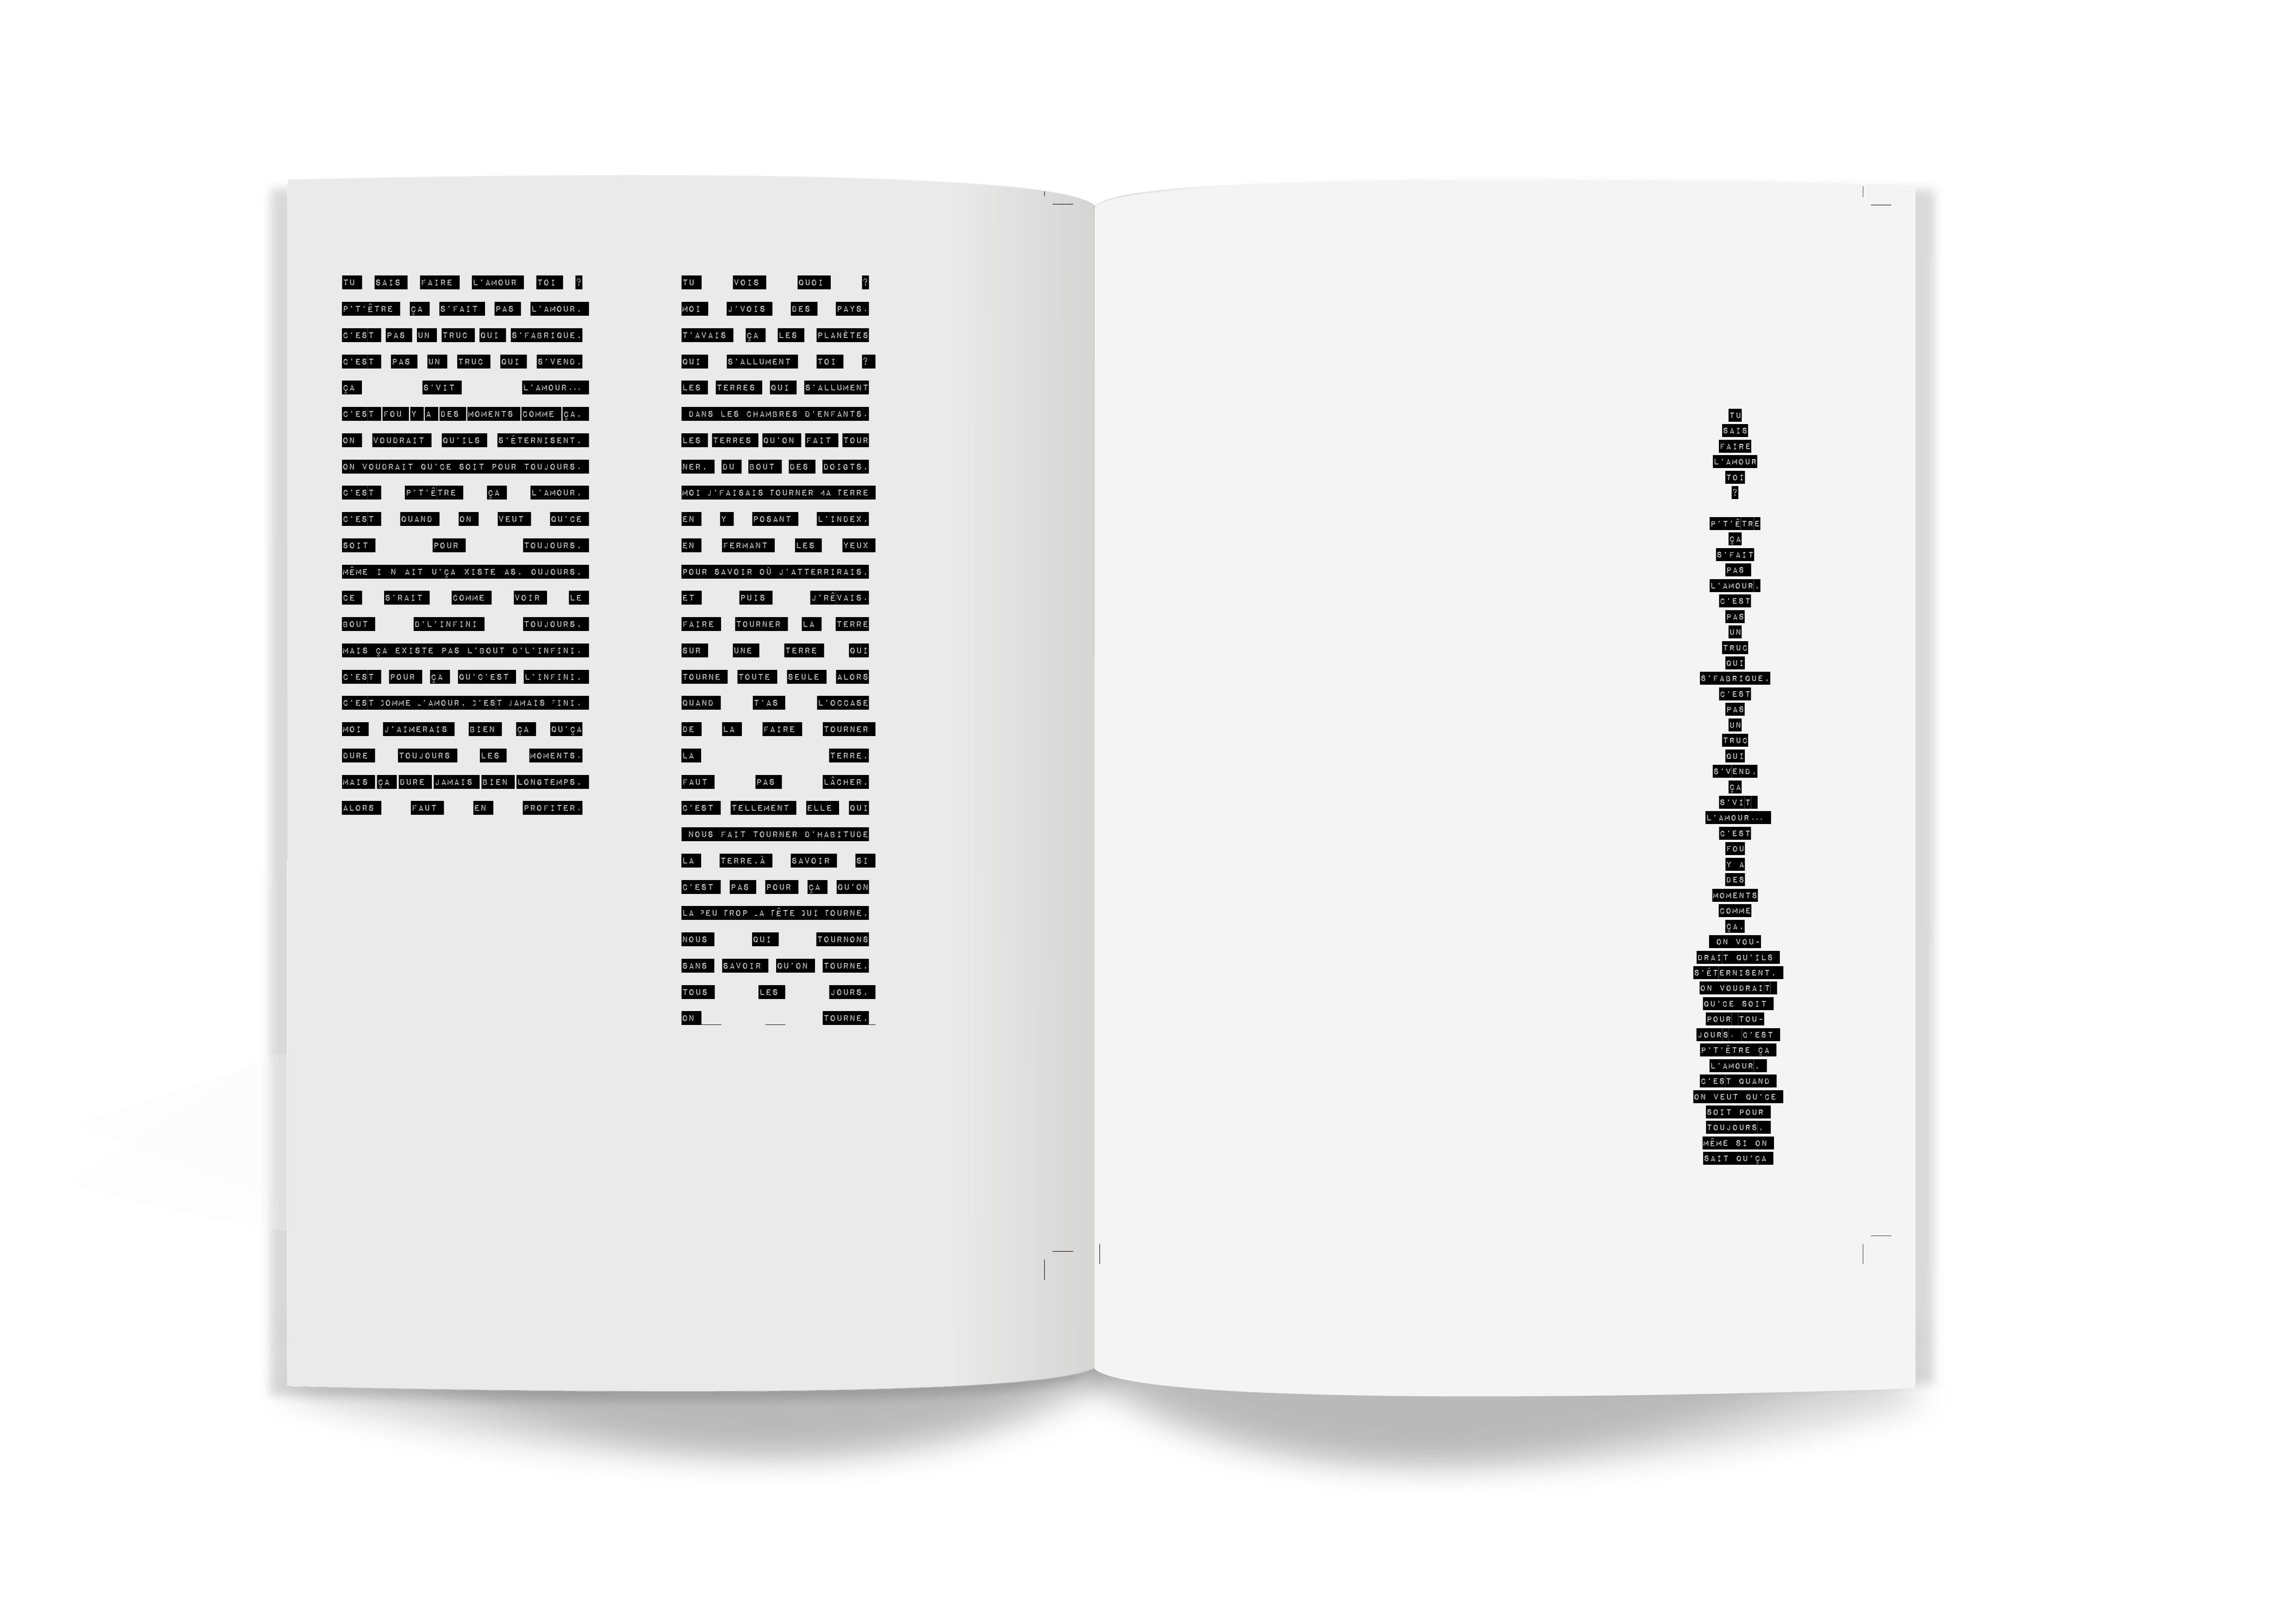 TU SAIS FAIRE L'AMOUR TOI ?
P'T'ÊTRE ÇA S'FAIT PAS L'AMOUR.
C'EST PAS UN TRUC QUI S'FABRIQUE.
C'EST PAS UN TRUC QUI S'VEND.
ÇA S'VIT L'AMOUR...
C'EST FOU Y A DES MOMENTS COMME ÇA.
ON VOUDRAIT QU'ILS S'ÉTERNISENT.
ON VOUDRAIT QU'CE SOIT POUR TOUJOURS.
C'EST P'T'ÊTRE ÇA L'AMOUR.
C'EST QUAND ON VEUT QU'CE
SOIT POUR TOUJOURS.
MÊME I N AIT U'ÇA XISTE AS. OUJOURS.
CE S'RAIT COMME VOIR LE
BOUT D'L'INFINI TOUJOURS.
MAIS ÇA EXISTE PAS L'BOUT D'L'INFINI.
C'EST POUR ÇA QU'C'EST L'INFINI.
C'EST COMME L'AMOUR. C'EST JAMAIS FINI.
MOI J'AIMERAIS BIEN ÇA QU'ÇA
DURE TOUJOURS LES MOMENTS.
MAIS ÇA DURE JAMAIS BIEN LONGTEMPS.
ALORS FAUT EN PROFITER.
TU VOIS QUOI ?
MOI J'VOIS DES PAYS.
T'AVAIS ÇA LES PLANÈTES
QUI S'ALLUMENT TOI ?
LES TERRES QUI S'ALLUMENT
DANS LES CHAMBRES D'ENFANTS.
LES TERRES QU'ON FAIT TOUR
NER. DU BOUT DES DOIGTS.
MOI J'FAISAIS TOURNER MA TERRE
EN Y POSANT L'INDEX.
EN FERMANT LES YEUX
POUR SAVOIR OÙ J'ATTERRIRAIS.
ET PUIS J'RÊVAIS.
FAIRE TOURNER LA TERRE
SUR UNE TERRE QUI
TOURNE TOUTE SEULE ALORS
QUAND T'AS L'OCCASE
DE LA FAIRE TOURNER
LA TERRE.
FAUT PAS LÂCHER.
C'EST TELLEMENT ELLE QUI
NOUS FAIT TOURNER D'HABITUDE
LA TERRE.À SAVOIR SI
C'EST PAS POUR ÇA QU'ON
LA PEU TROP LA TÊTE QUI TOURNE.
NOUS QUI TOURNONS
SANS SAVOIR QU'ON TOURNE.
TOUS LES JOURS.
ON TOURNE.
TU
SAIS
FAIRE
L'AMOUR
TOI
?
P'T'ÊTRE
ÇA
S'FAIT
PAS
L'AMOUR.
C'EST
PAS
UN
TRUC
QUI
S'FABRIQUE.
C'EST
PAS
UN
TRUC
QUI
S'VEND.
ÇA
S'VIT
L'AMOUR...
C'EST
FOU
Y A
DES
MOMENTS
COMME
ÇA.
ON VOU-
DRAIT QU'ILS
S'ÉTERNISENT.
ON VOUDRAIT
QU'CE SOIT
POUR TOU-
JOURS. C'EST
P'T'ÊTRE ÇA
L'AMOUR.
C'EST QUAND
ON VEUT QU'CE
SOIT POUR
TOUJOURS.
MÊME SI ON
SAIT QU'ÇA